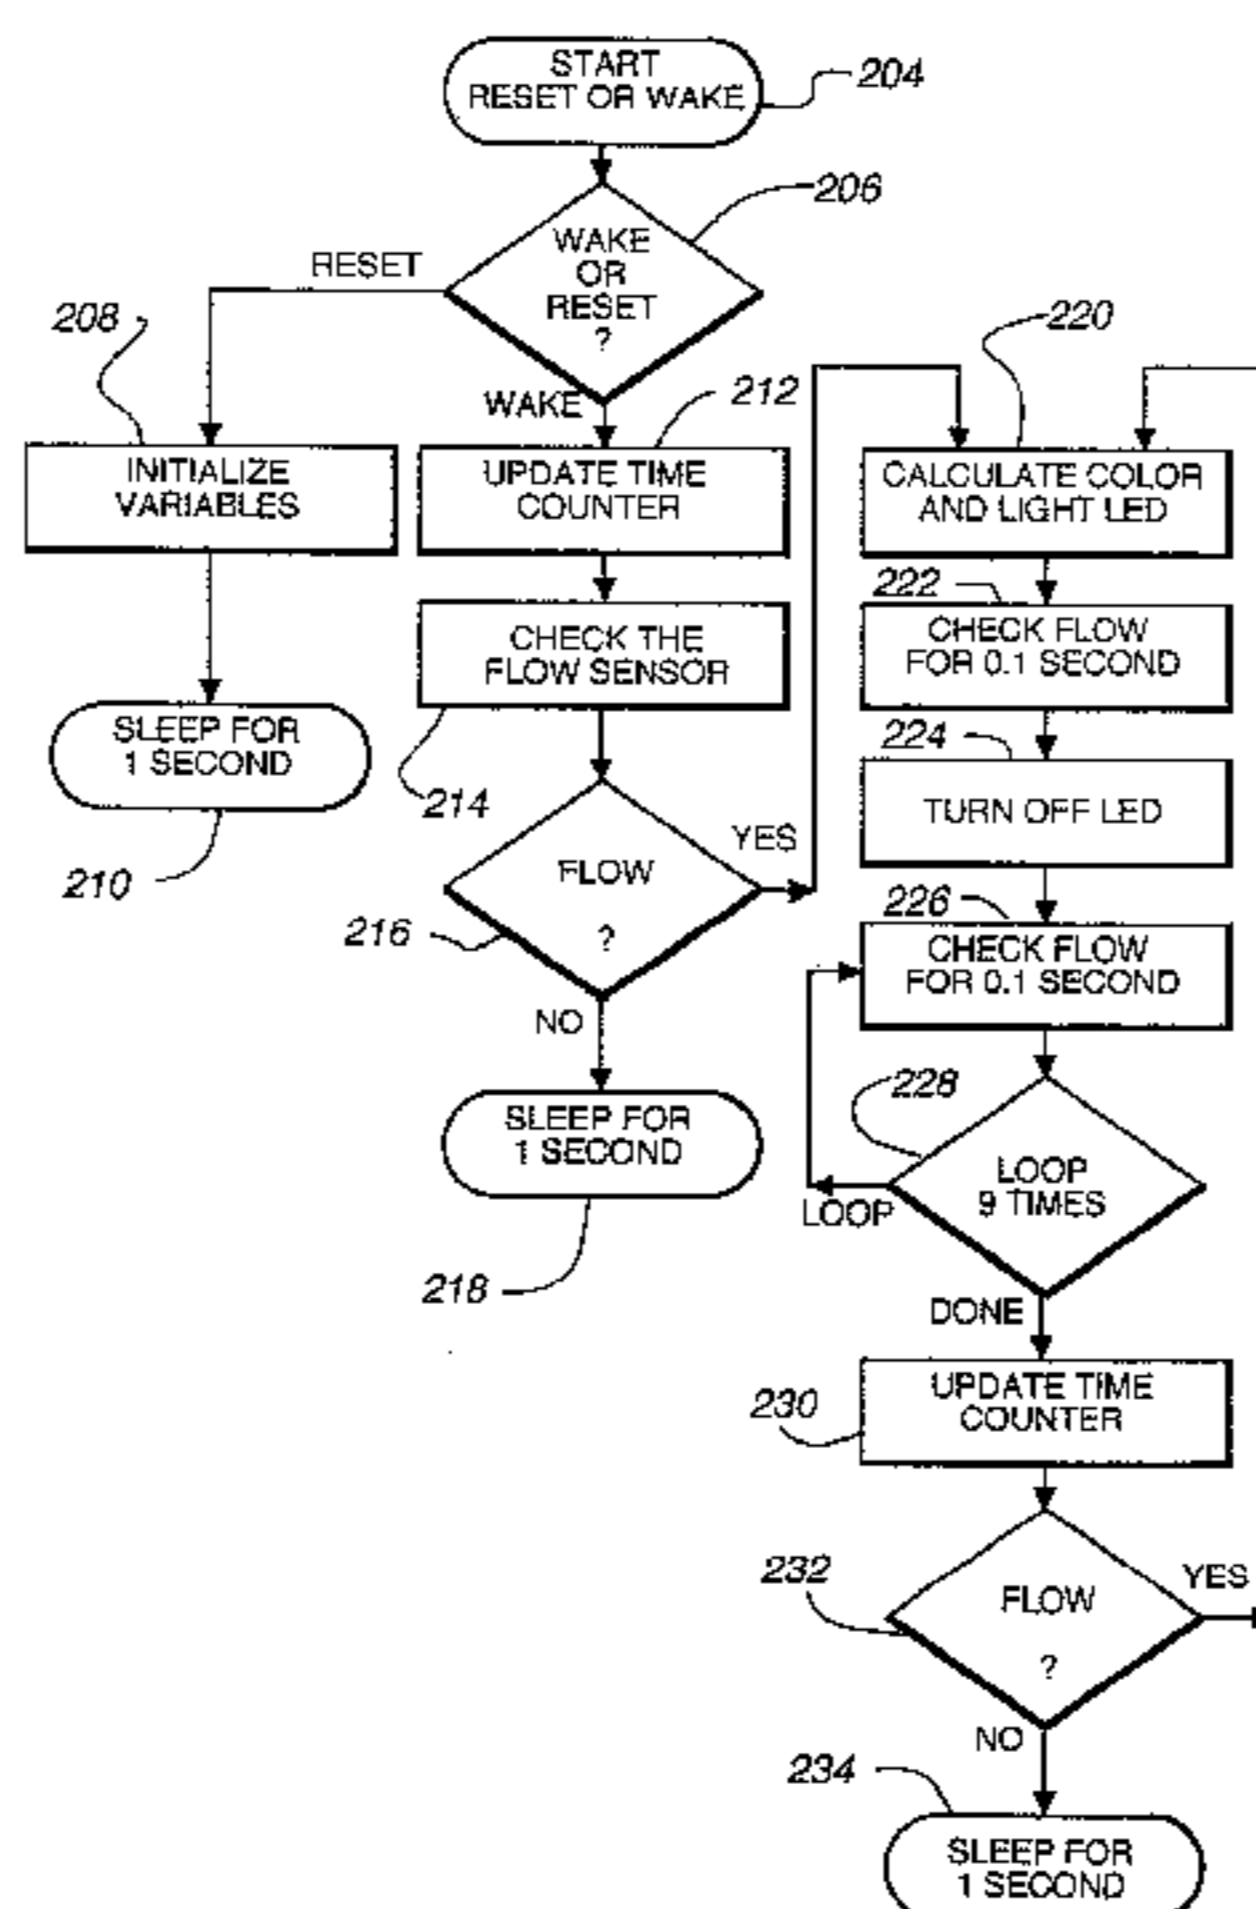 START
RESET OR WAKE
204
206
WAKE
OR
RESET
?
RESET
208
WAKE
212
220
INITIALIZE
VARIABLES
UPDATE TIME
COUNTER
CALCULATE COLOR
AND LIGHT LED
222
CHECK THE
FLOW SENSOR
CHECK FLOW
FOR 0.1 SECOND
SLEEP FOR
1 SECOND
210
214
224
TURN OFF LED
YES
FLOW
?
216
226
CHECK FLOW
FOR 0.1 SECOND
NO
228
SLEEP FOR
1 SECOND
218
LOOP
9 TIMES
LOOP
DONE
230
UPDATE TIME
COUNTER
232
FLOW
?
YES
NO
234
SLEEP FOR
1 SECOND